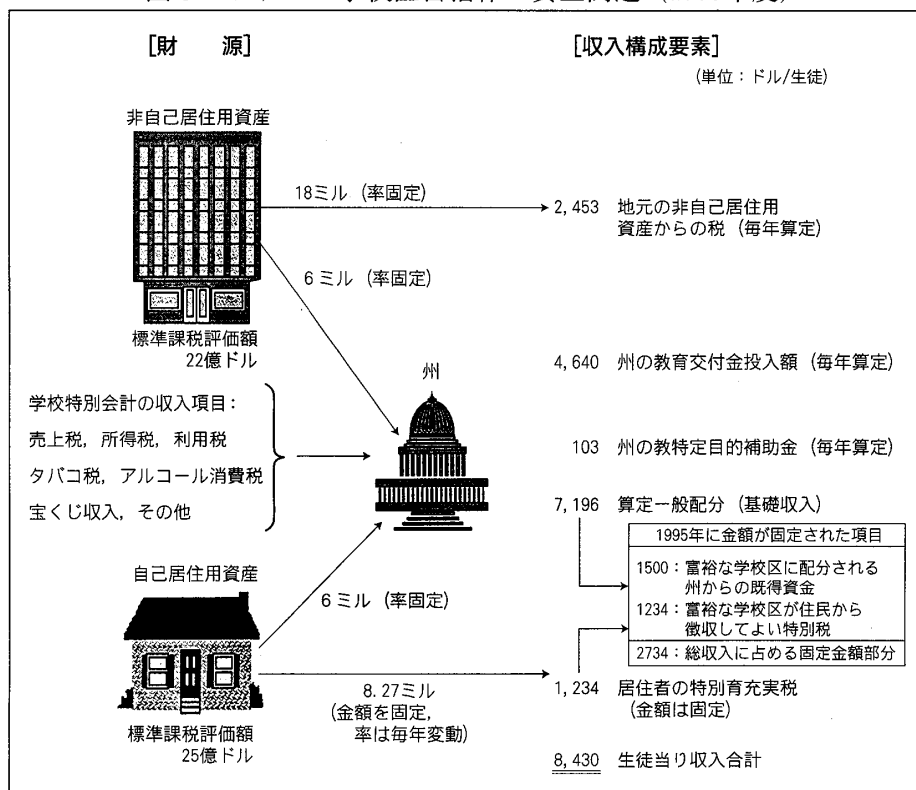 [財　　源]
[収入構成要素]
(単位：ドル/生徒)
非自己居住用資産
18ミル (率固定)
2,453 地元の非自己居住用
資産からの税 (毎年算定)
6ミル (率固定)
標準課税評価額
22億ドル
州
4,640 州の教育交付金投入額 (毎年算定)
学校特別会計の収入項目：
売上税，所得税，利用税
タバコ税，アルコール消費税
宝くじ収入，その他
103 州の教特定目的補助金 (毎年算定)
7,196 算定一般配分 (基礎収入)
1995年に金額が固定された項目
1500：富裕な学校区に配分される
州からの既得資金
1234：富裕な学校区が住民から
徴収してよい特別税
2734：総収入に占める固定金額部分
自己居住用資産
6ミル (率固定)
8.27ミル
(金額を固定，
率は毎年変動)
1,234 居住者の特別育充実税
(金額は固定)
標準課税評価額
25億ドル
8,430 生徒当り収入合計